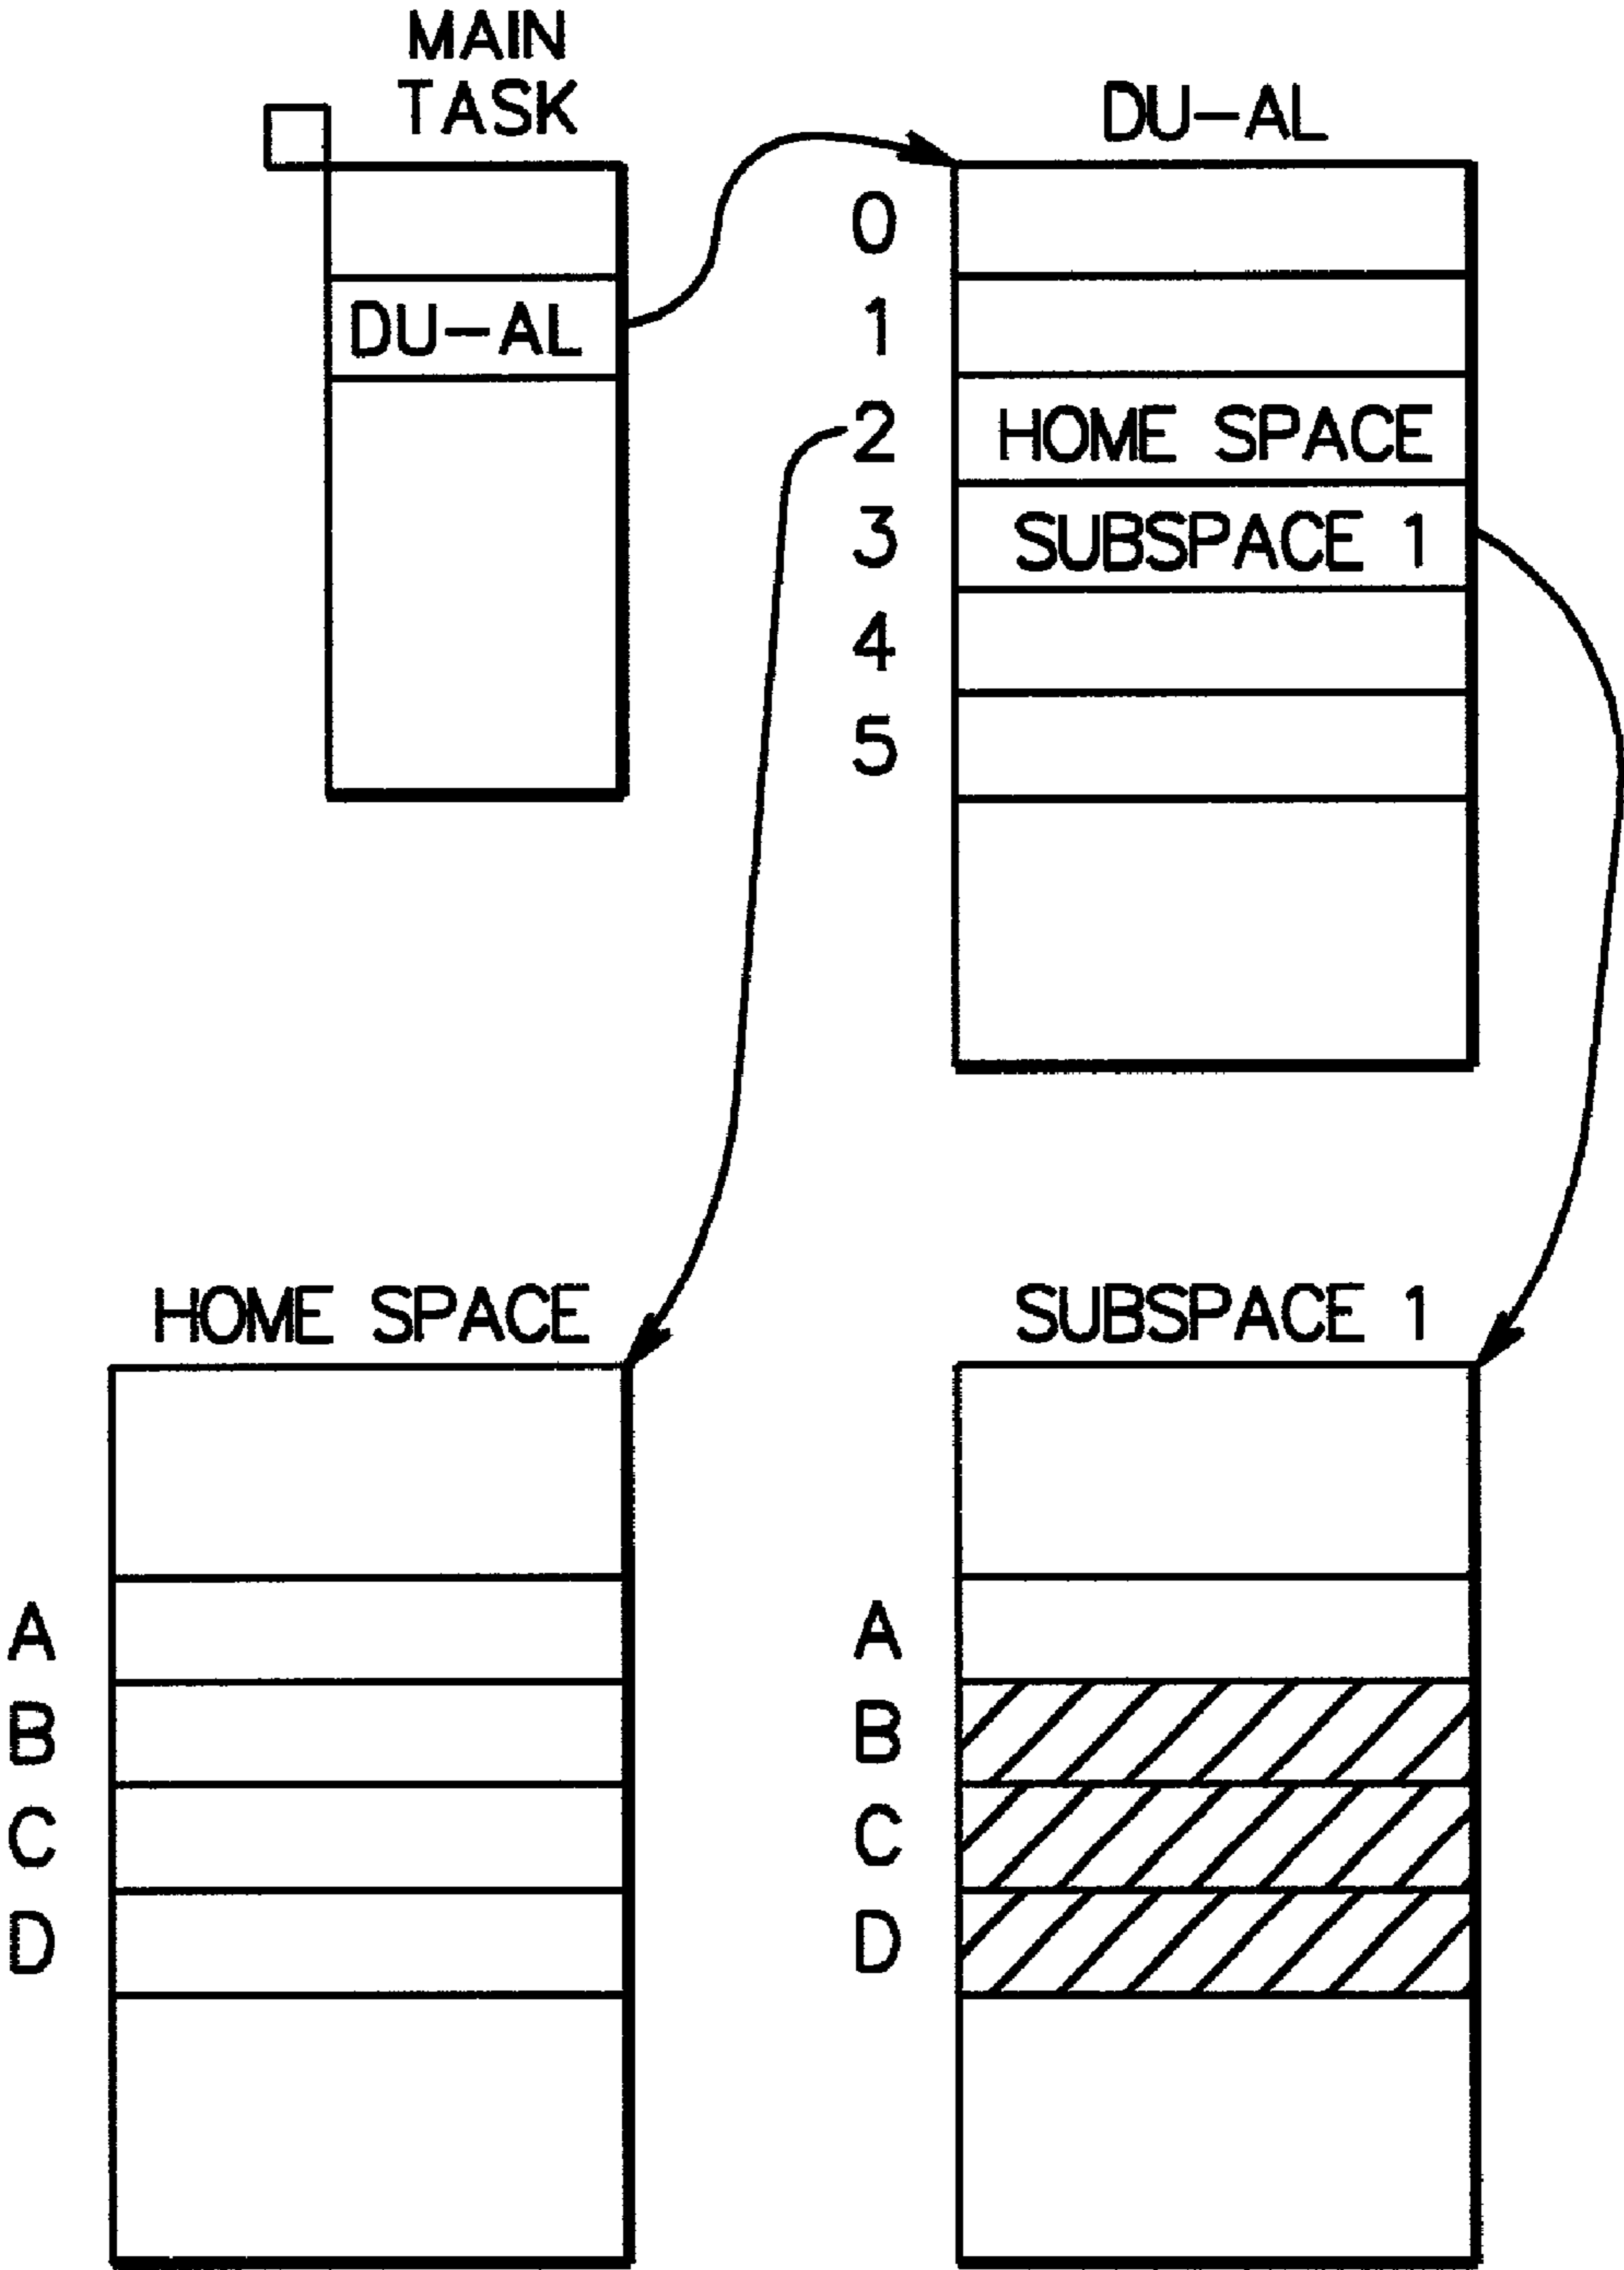 MAIN
TASK
DU-AL
DU-AL
0
1
2 HOME SPACE
3 SUBSPACE 1
4
5
HOME SPACE
A
B
C
D
SUBSPACE 1
A
B
C
D